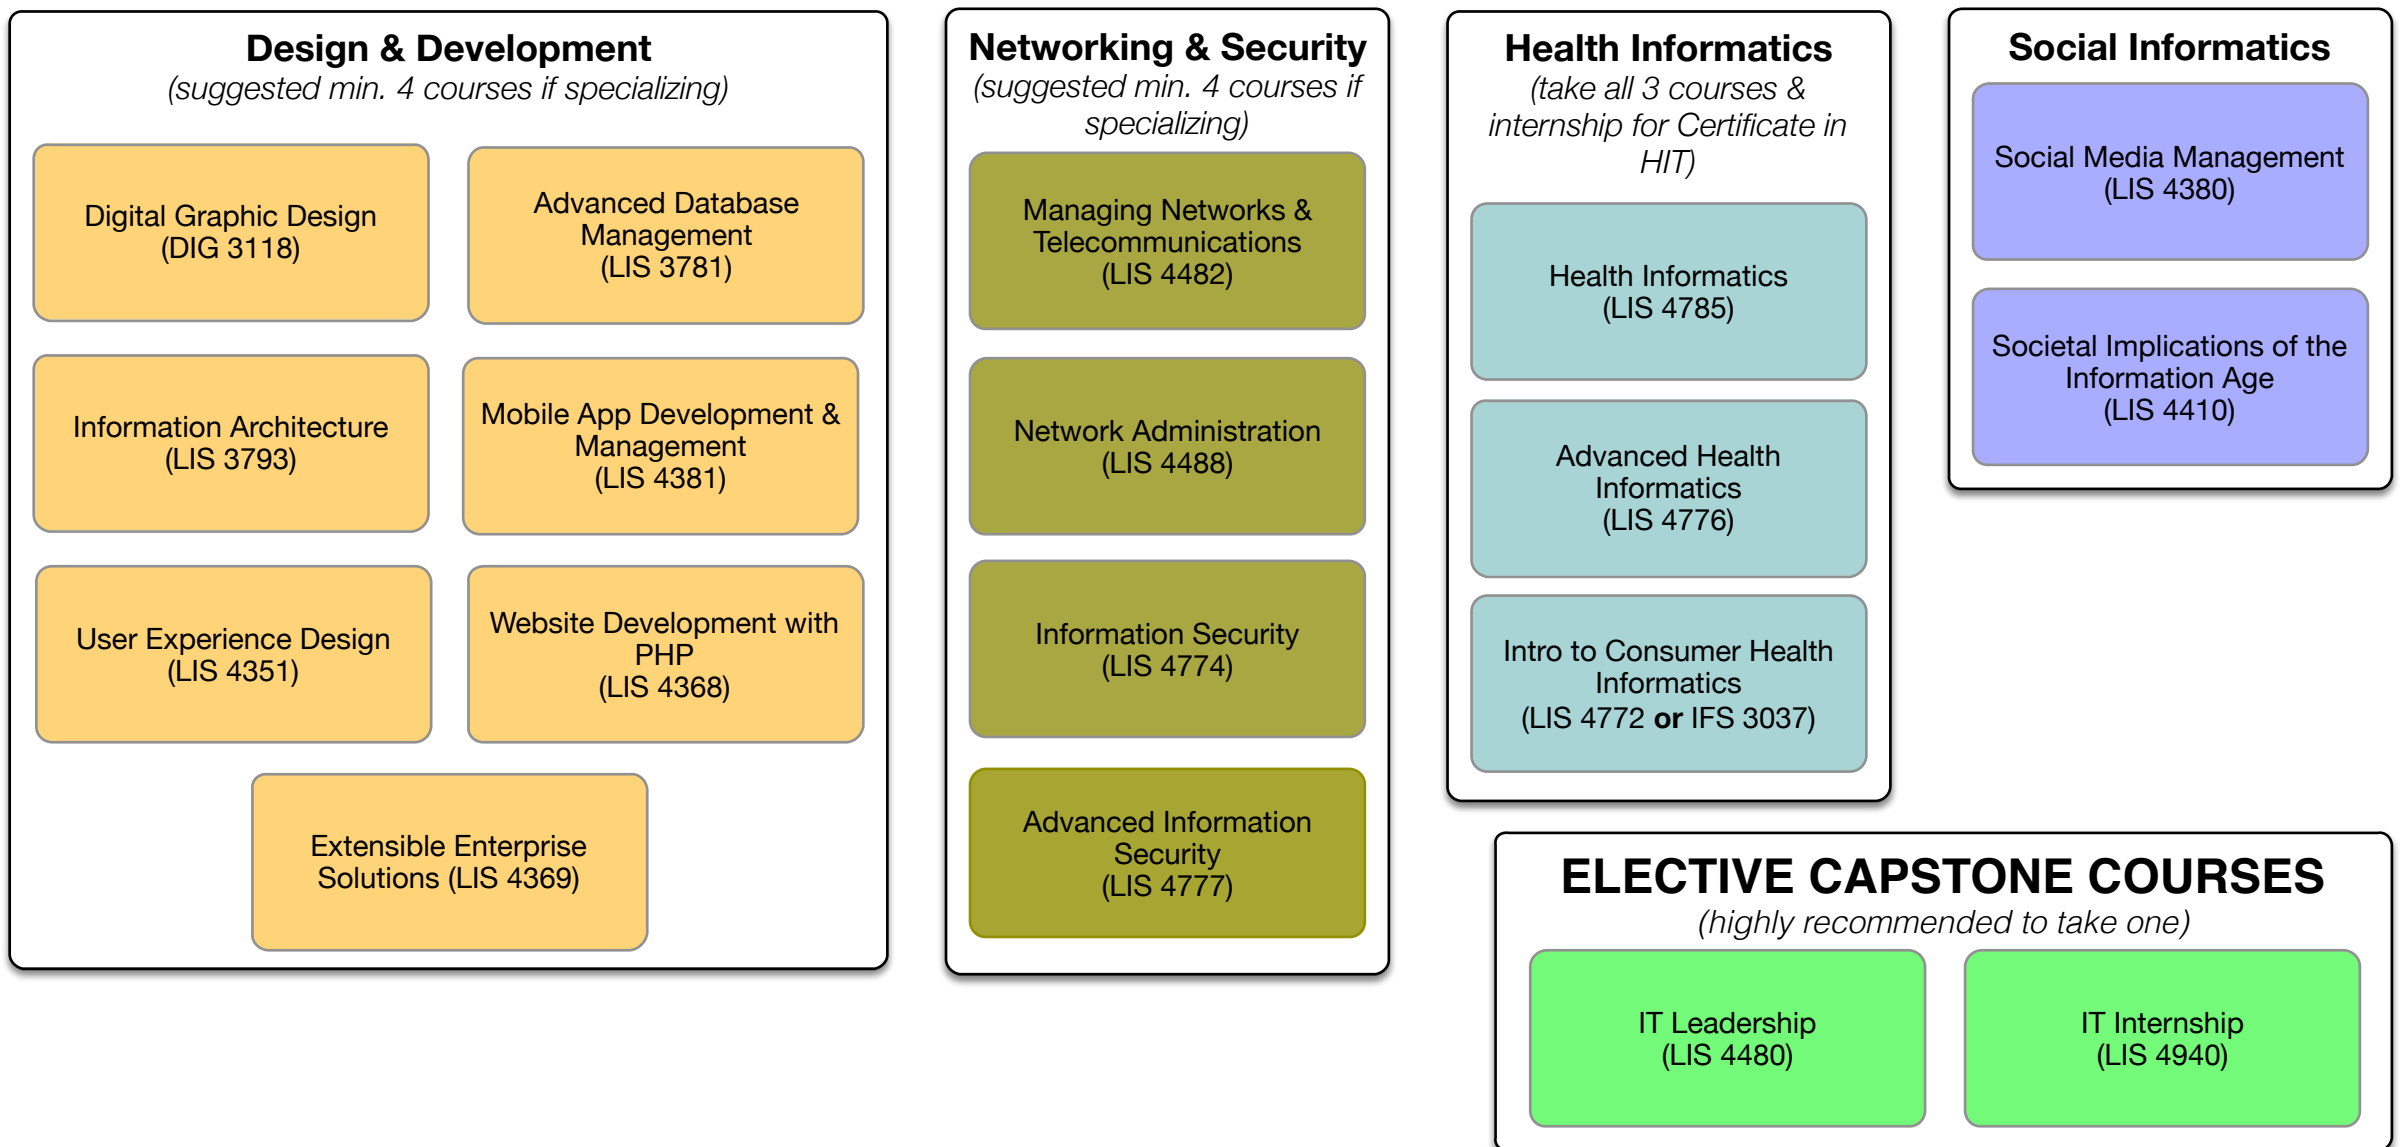 Design & Development
(suggested min. 4 courses if specializing)
Digital Graphic Design
(DIG 3118)
Advanced Database
Management
(LIS 3781)
Information Architecture
(LIS 3793)
Mobile App Development &
Management
(LIS 4381)
User Experience Design
(LIS 4351)
Website Development with
PHP
(LIS 4368)
Extensible Enterprise
Solutions (LIS 4369)
Networking & Security
(suggested min. 4 courses if
specializing)
Managing Networks &
Telecommunications
(LIS 4482)
Network Administration
(LIS 4488)
Information Security
(LIS 4774)
Advanced Information
Security
(LIS 4777)
Health Informatics
(take all 3 courses &
internship for Certificate in
HIT)
Health Informatics
(LIS 4785)
Advanced Health
Informatics
(LIS 4776)
Intro to Consumer Health
Informatics
(LIS 4772 or IFS 3037)
Social Informatics
Social Media Management
(LIS 4380)
Societal Implications of the
Information Age
(LIS 4410)
ELECTIVE CAPSTONE COURSES
(highly recommended to take one)
IT Leadership
(LIS 4480)
IT Internship
(LIS 4940)